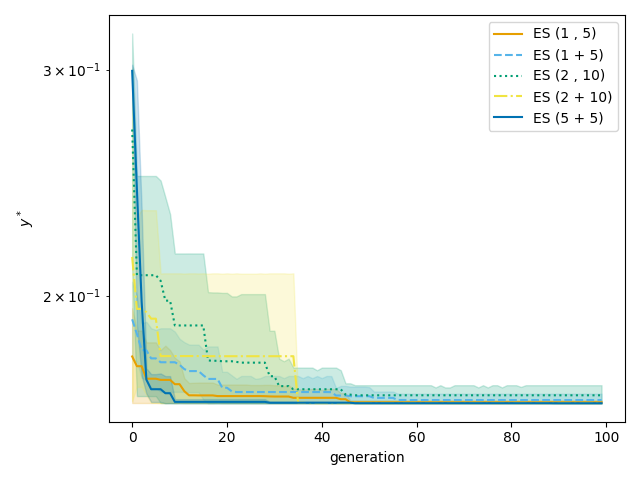 3 × 10⁻¹
2 × 10⁻¹
y *
0 20 40 60 80 100
generation
ES (1 , 5)
ES (1 + 5)
ES (2 , 10)
ES (2 + 10)
ES (5 + 5)